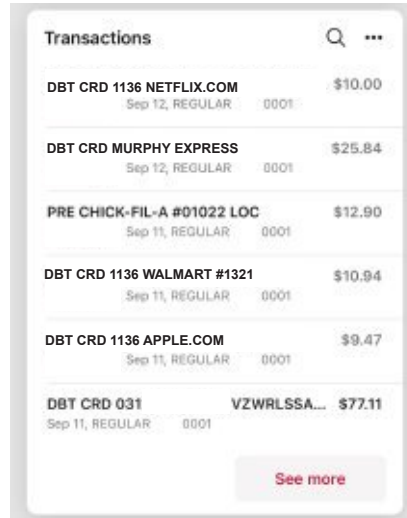 Transactions
DBT CRD 1136 NETFLIX.COM $10.00
Sep 12, REGULAR 0001
DBT CRD MURPHY EXPRESS $25.84
Sep 12, REGULAR 0001
PRE CHICK-FIL-A #01022 LOC $12.90
Sep 11, REGULAR 0001
DBT CRD 1136 WALMART #1321 $10.94
Sep 11, REGULAR 0001
DBT CRD 1136 APPLE.COM $9.47
Sep 11, REGULAR 0001
DBT CRD 031 VZWRLSSA... $77.11
Sep 11, REGULAR 0001
See more